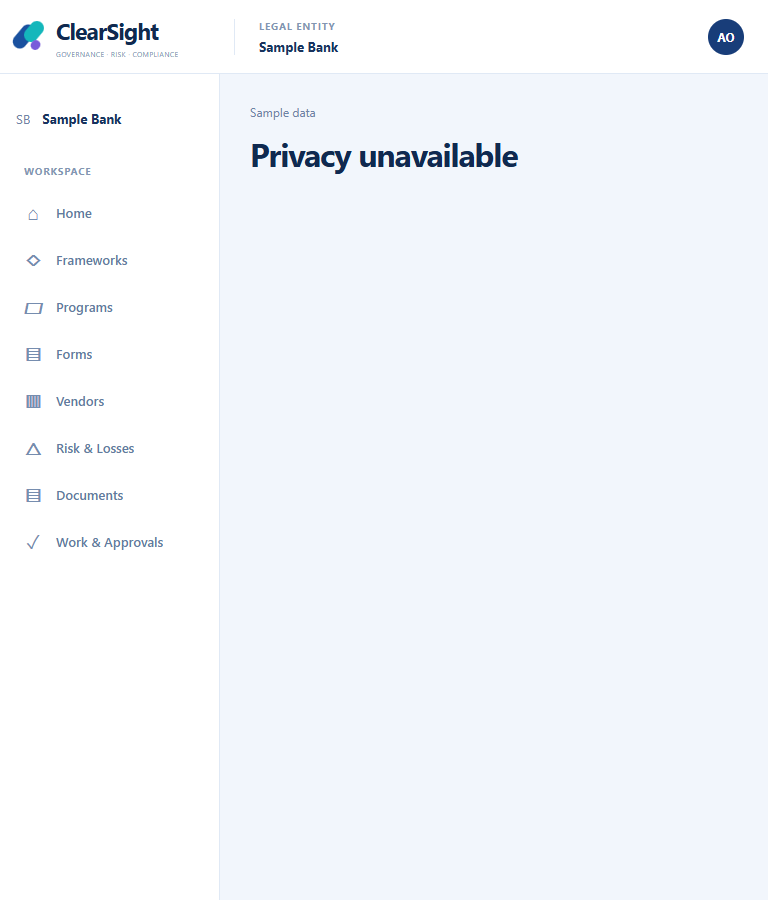 ClearSight
GOVERNANCE · RISK · COMPLIANCE
LEGAL ENTITY
Sample Bank
AO
SB Sample Bank
WORKSPACE
Home
Frameworks
Programs
Forms
Vendors
Risk & Losses
Documents
Work & Approvals
Sample data
Privacy unavailable